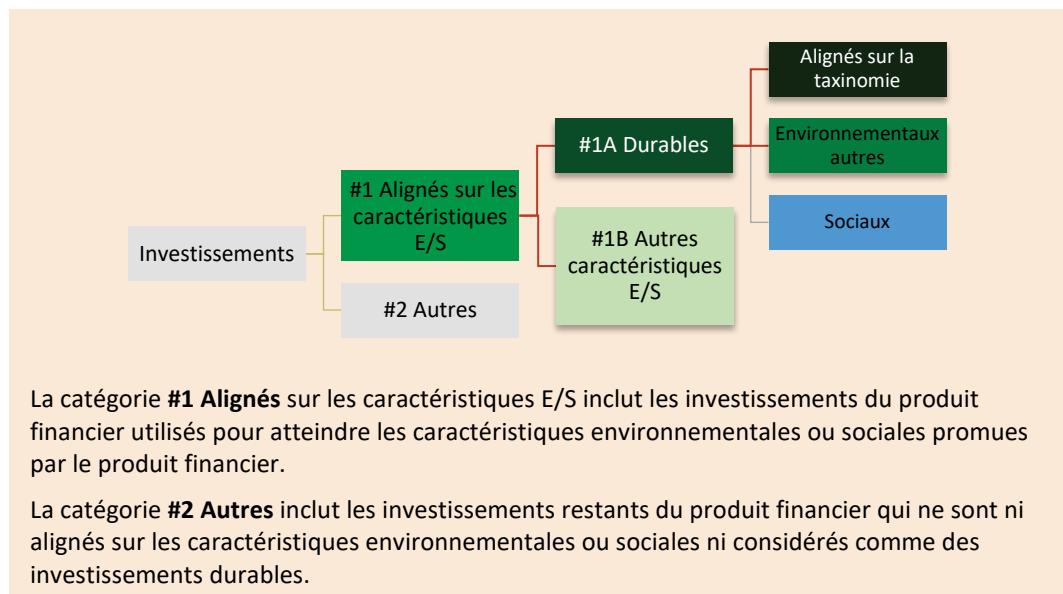 Alignés sur la
taxinomie
#1A Durables
Environnementaux
autres
#1 Alignés sur les
caractéristiques
E/S
Sociaux
Investissements
#1B Autres
caractéristiques
E/S
#2 Autres
La catégorie #1 Alignés sur les caractéristiques E/S inclut les investissements du produit
financier utilisés pour atteindre les caractéristiques environnementales ou sociales promues
par le produit financier.
La catégorie #2 Autres inclut les investissements restants du produit financier qui ne sont ni
alignés sur les caractéristiques environnementales ou sociales ni considérés comme des
investissements durables.